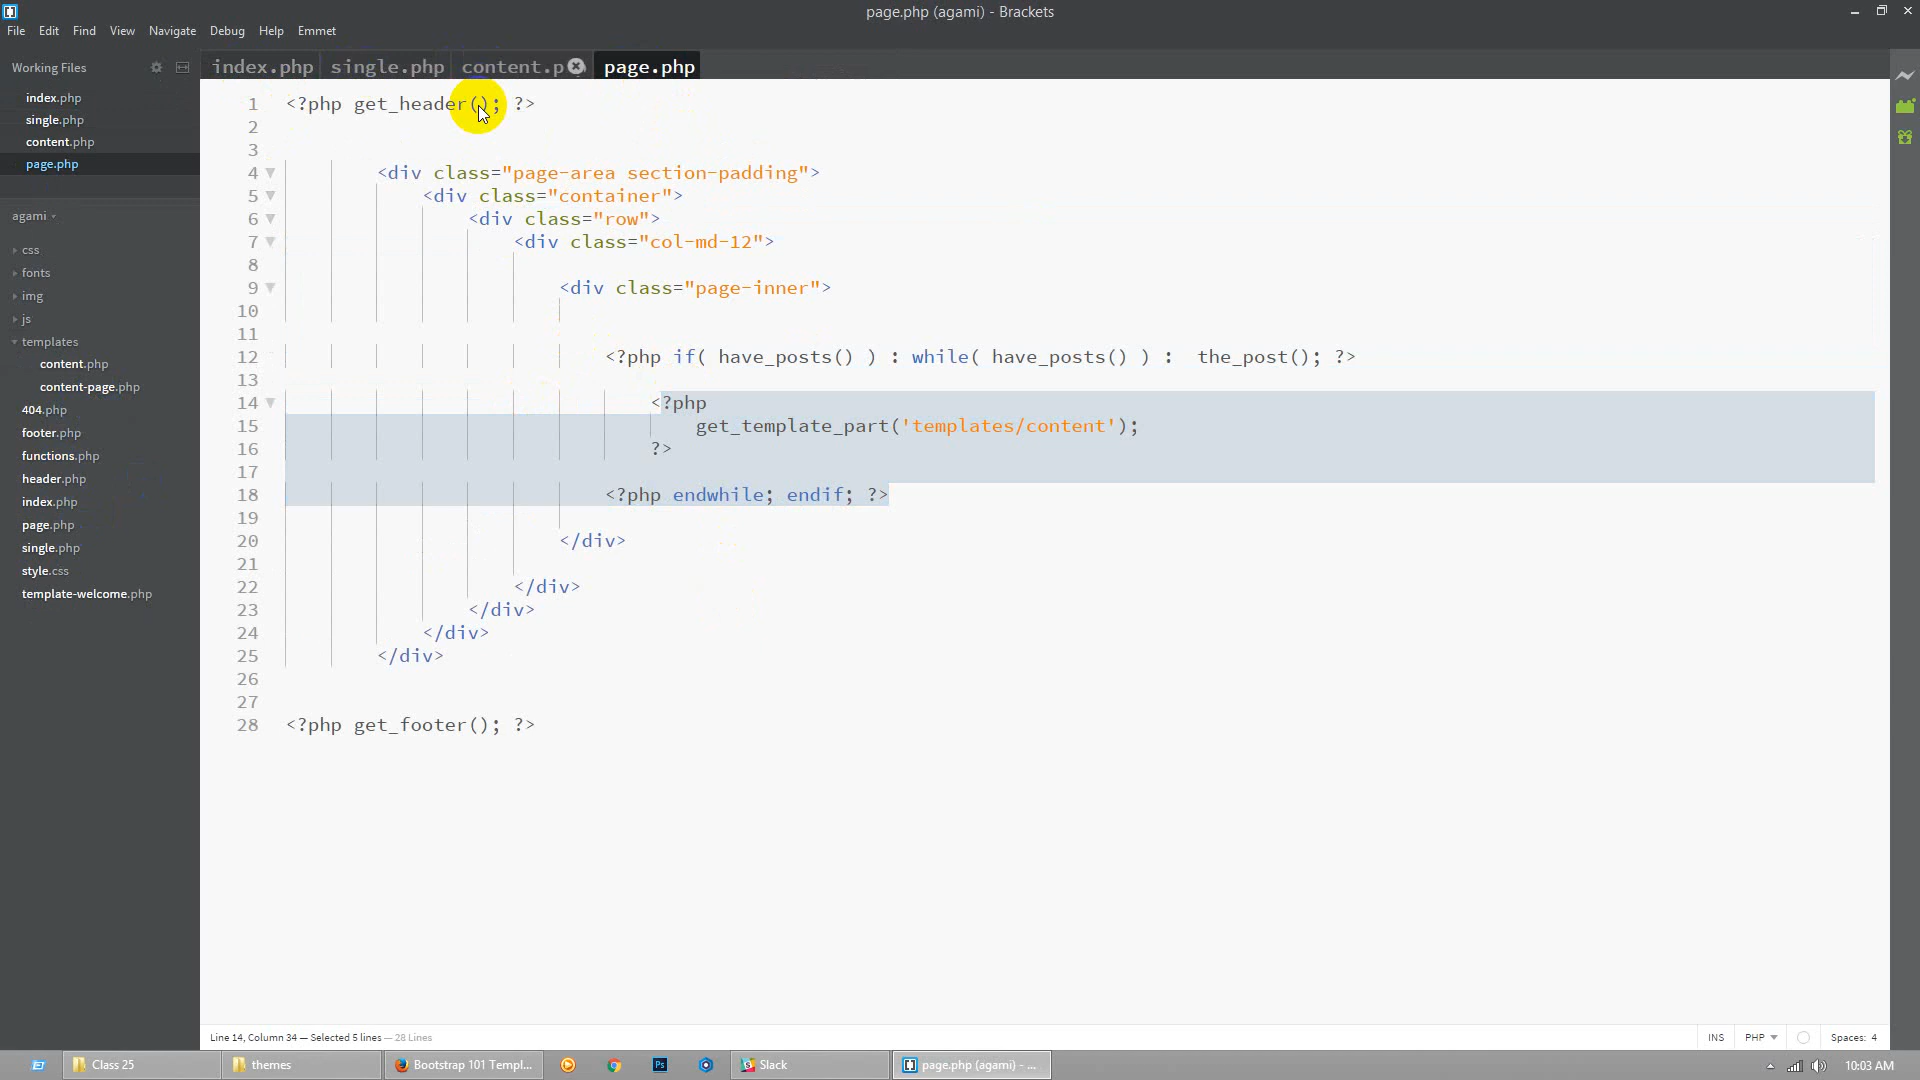 page.php (agami) - Brackets
File Edit Find View Navigate Debug Help Emmet
Working Files
index.php
single.php
content.php
page.php
agami
css
fonts
img
js
templates
content.php
content-page.php
404.php
footer.php
functions.php
header.php
index.php
page.php
single.php
style.css
template-welcome.php
index.php single.php content.p page.php
1 <?php get_header(); ?>
2
3
4 <div class="page-area section-padding">
5 <div class="container">
6 <div class="row">
7 <div class="col-md-12">
8
9 <div class="page-inner">
10
11
12 <?php if( have_posts() ) : while( have_posts() ) :  the_post(); ?>
13
14 <?php
15 get_template_part('templates/content');
16 ?>
17
18 <?php endwhile; endif; ?>
19
20 </div>
21
22 </div>
23 </div>
24 </div>
25 </div>
26
27
28 <?php get_footer(); ?>
Line 14, Column 34 — Selected 5 lines — 28 Lines
INS PHP Spaces: 4
Class 25 themes Bootstrap 101 Templ... Ps Slack page.php (agami) - ... 10:03 AM